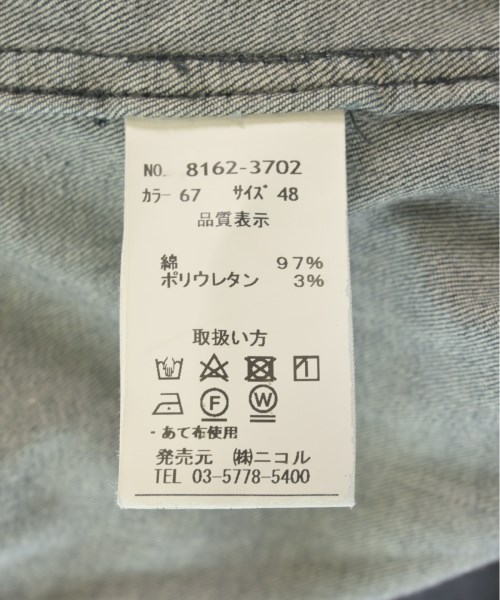 NO. 8162-3702
ｶﾗｰ 67 ｻｲｽﾞ 48
品質表示
綿 97%
ポリウレタン 3%
取扱い方
F W
・あて布使用
発売元 ㈱ニコル
TEL 03-5778-5400